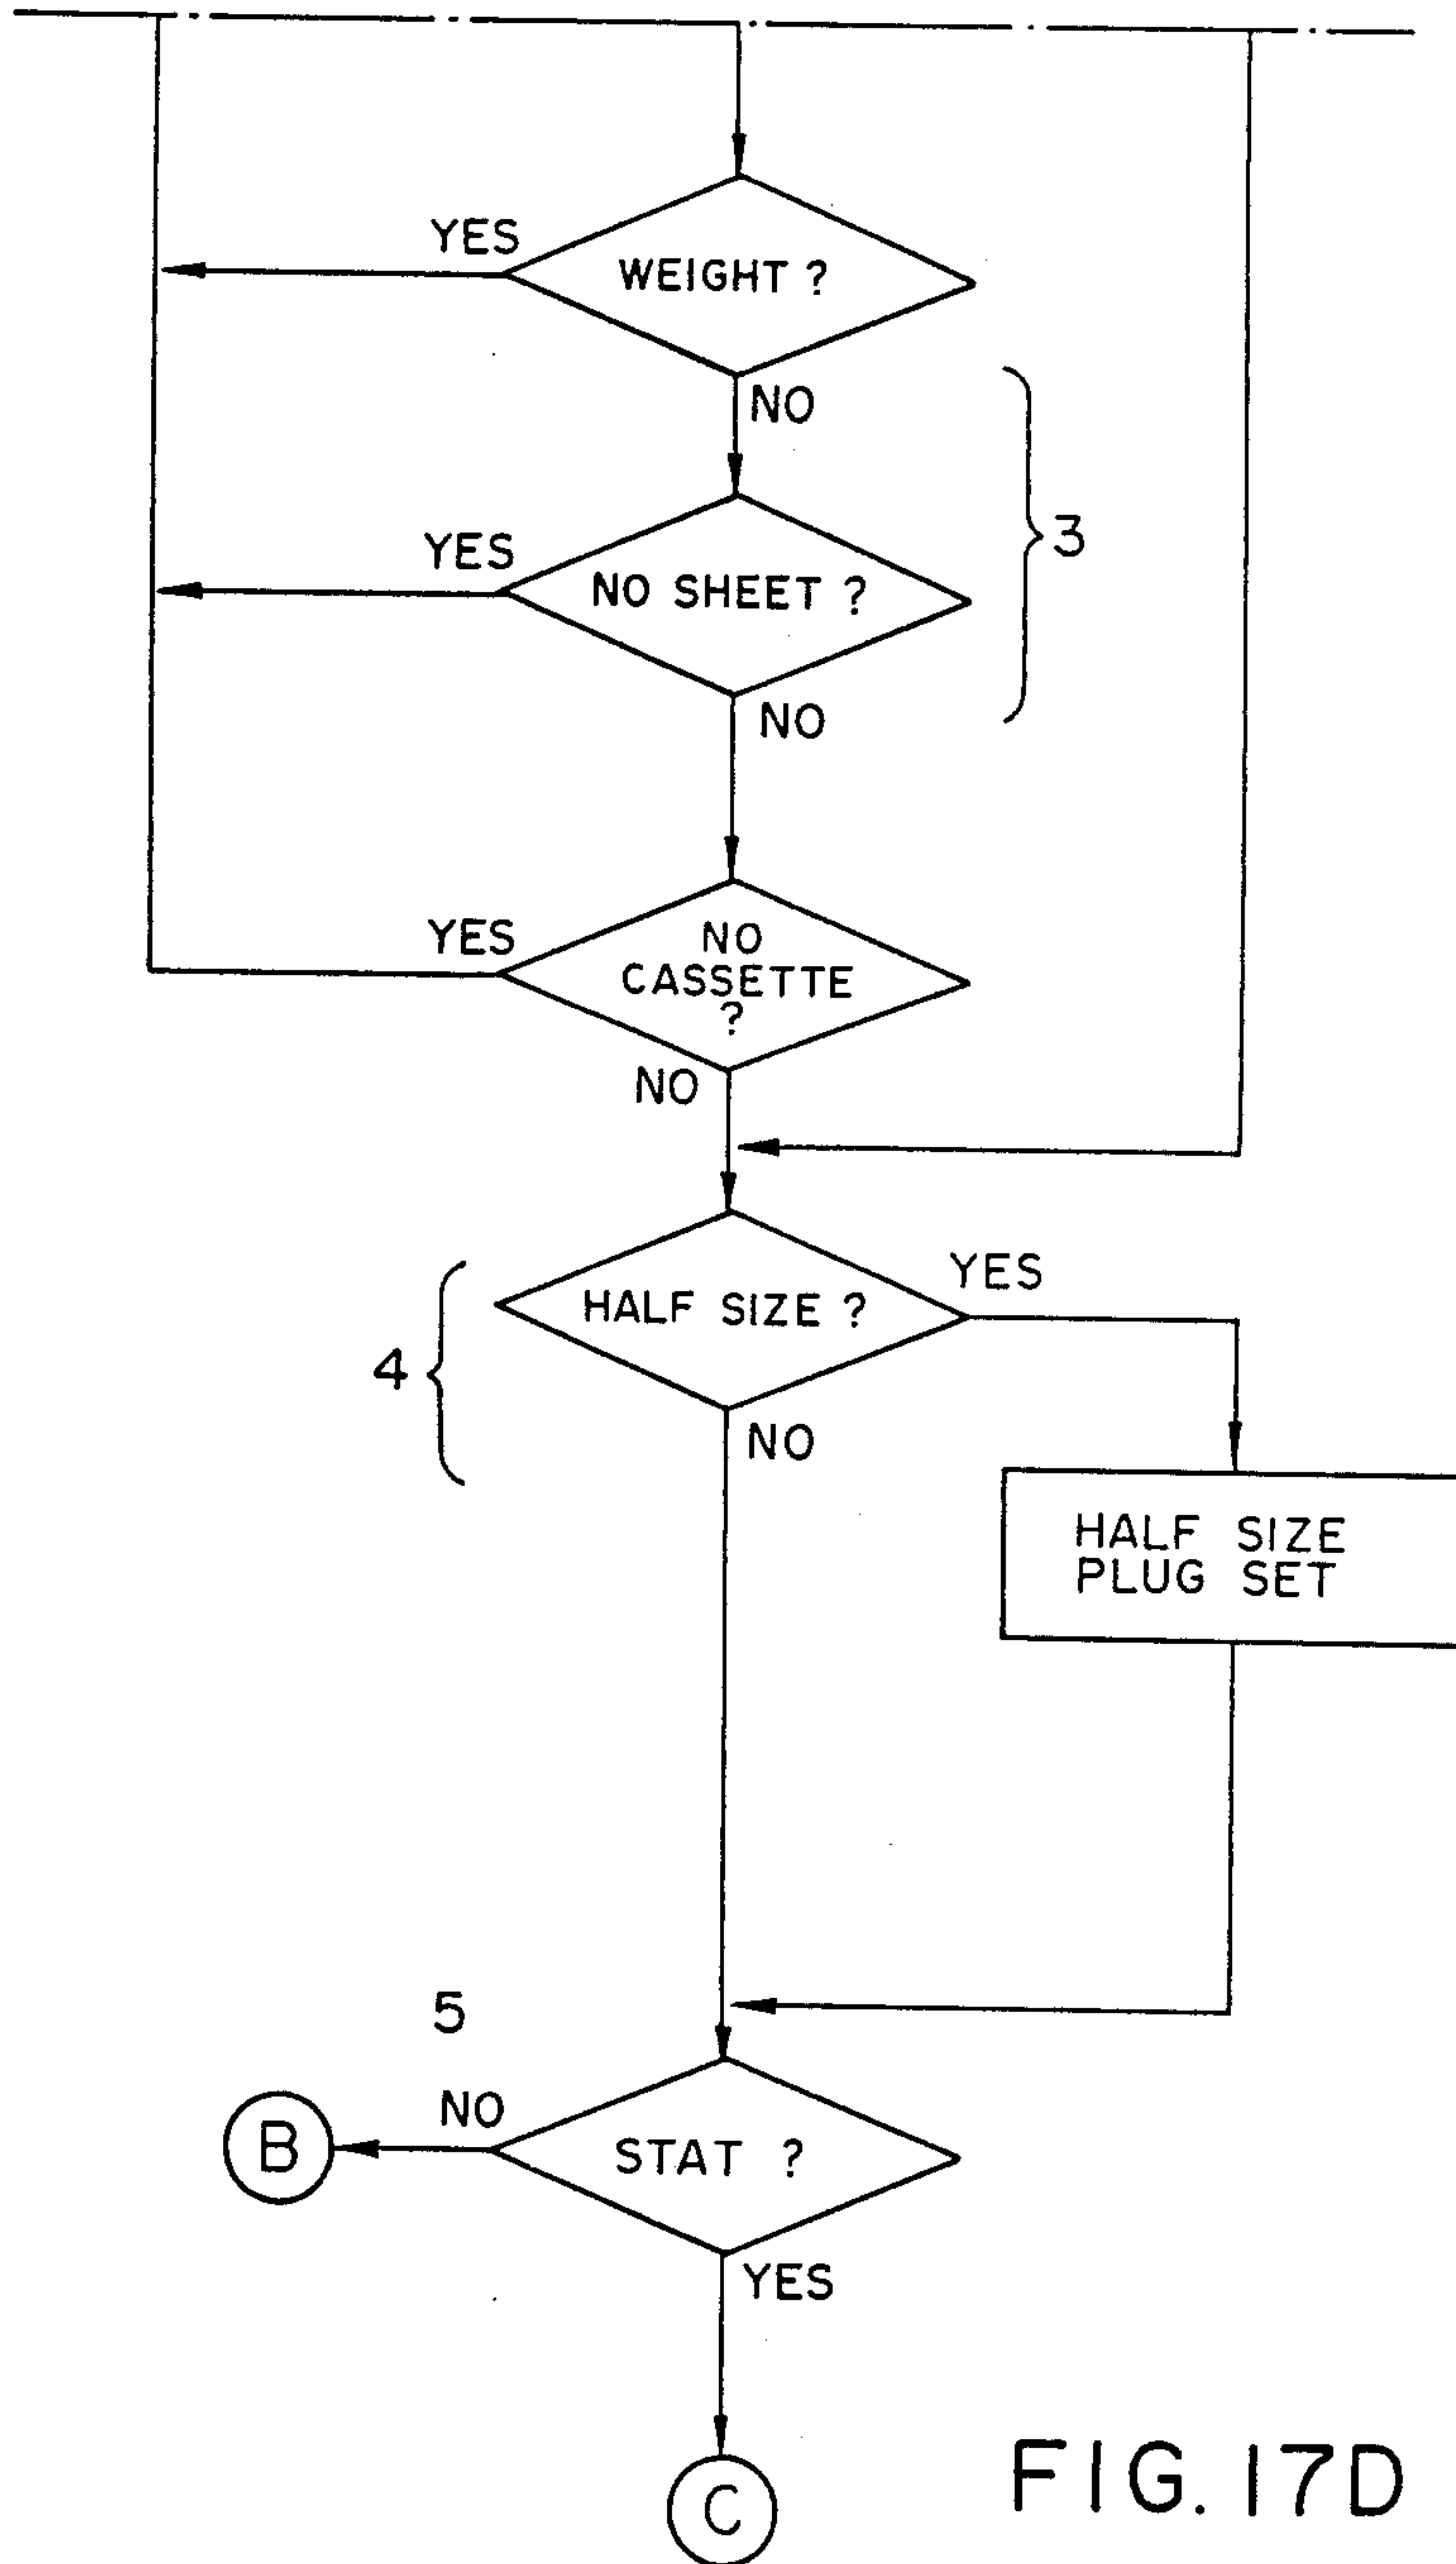 YES
WEIGHT ?
NO
3
YES
NO SHEET ?
NO
YES
NO
CASSETTE
?
NO
HALF SIZE ?
YES
4
NO
HALF SIZE
PLUG SET
5
NO
B
STAT ?
YES
C
FIG. 17D